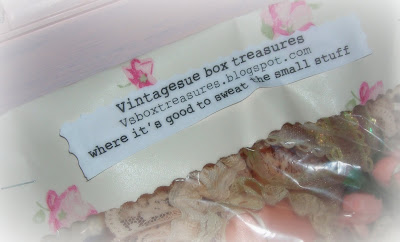 Vintagesue box treasures
Vsboxtreasures.blogspot.com
where it's good to sweat the small stuff